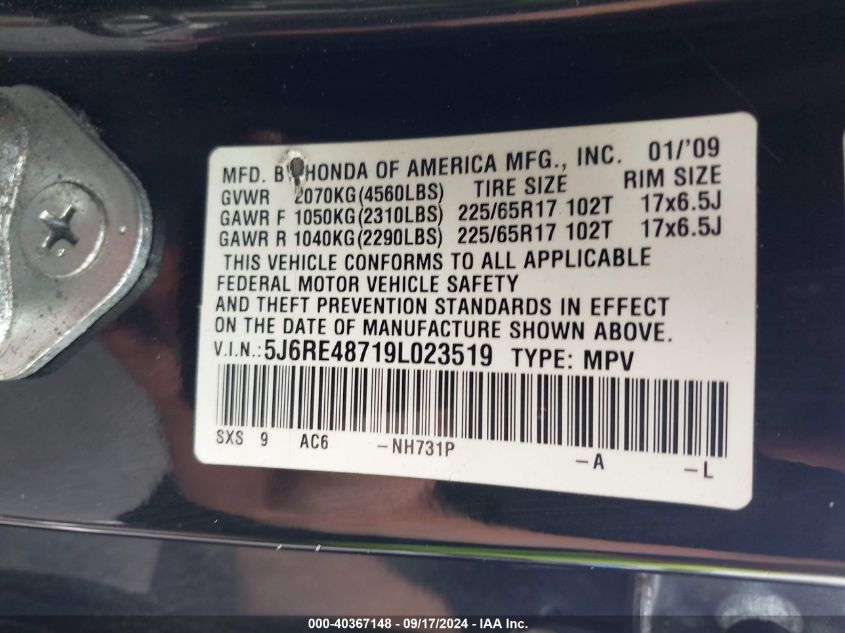 MFD. BY HONDA OF AMERICA MFG., INC. 01/'09
GVWR 2070KG(4560LBS) TIRE SIZE RIM SIZE
GAWR F 1050KG(2310LBS) 225/65R17 102T 17x6.5J
GAWR R 1040KG(2290LBS) 225/65R17 102T 17x6.5J
THIS VEHICLE CONFORMS TO ALL APPLICABLE
FEDERAL MOTOR VEHICLE SAFETY
AND THEFT PREVENTION STANDARDS IN EFFECT
ON THE DATE OF MANUFACTURE SHOWN ABOVE.
V.I.N.: 5J6RE48719L023519 TYPE: MPV
SXS 9 AC6 -NH731P -A -L
000-40367148 - 09/17/2024 - IAA Inc.